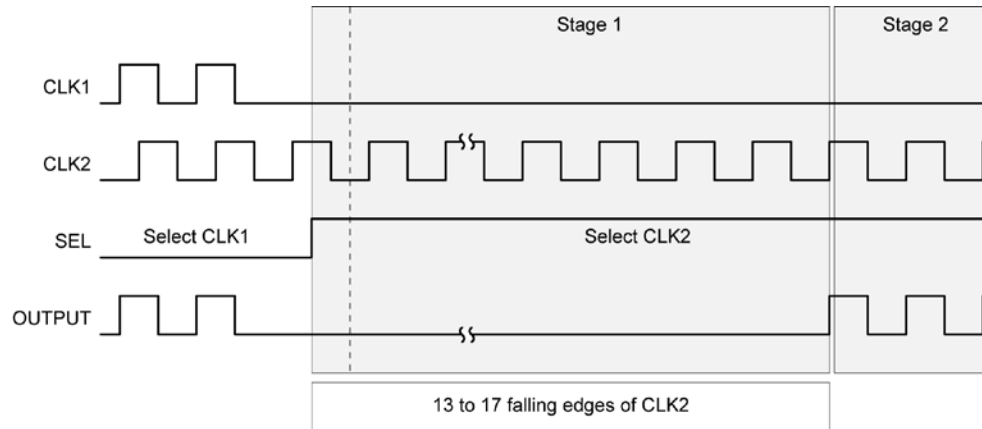 Stage 1
Stage 2
CLK1
CLK2
SEL
Select CLK1
Select CLK2
OUTPUT
13 to 17 falling edges of CLK2